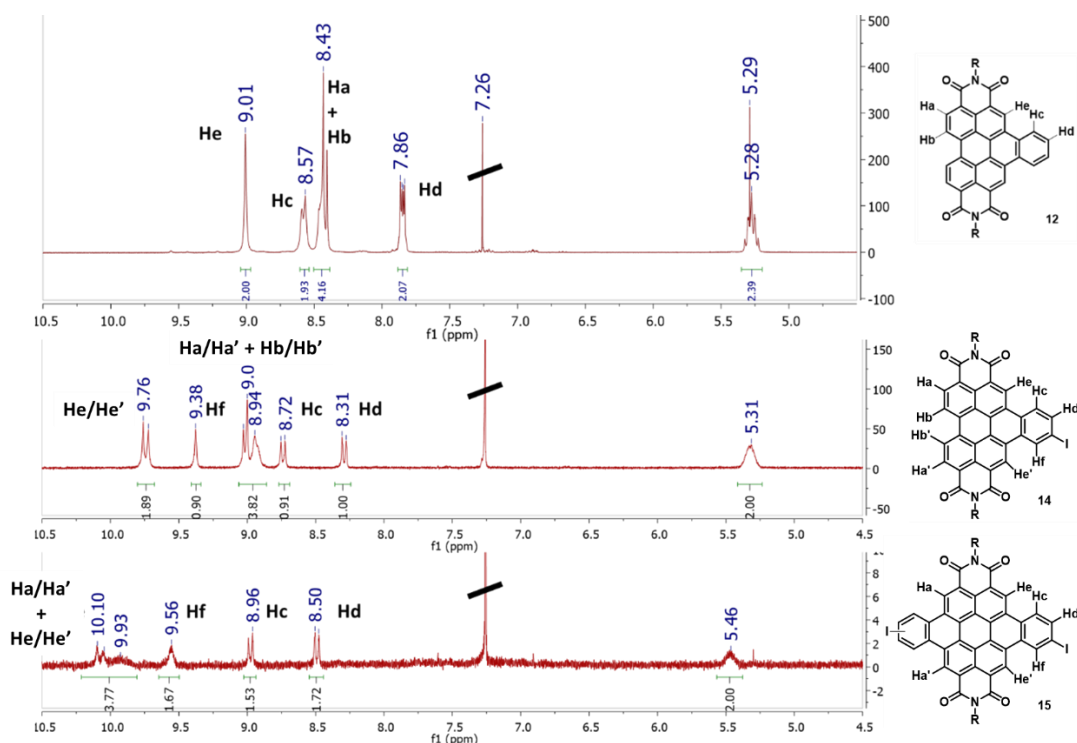 9.01
8.57
8.43
7.86
7.26
5.29
5.28
He
Hc
Ha
+
Hb
Hd
500
400
300
200
100
0
-100
2.00
1.93
4.16
2.07
2.39
10.5 10.0 9.5 9.0 8.5 8.0 7.5 7.0 6.5 6.0 5.5 5.0
f1 (ppm)
R
N
O O
Ha He Hc
Hb Hd
O N O
R
12
Ha/Ha' + Hb/Hb'
He/He' 9.76
9.38 Hf
9.0
8.94
8.72 Hc
8.31 Hd
5.31
150
100
50
0
-50
1.89
0.90
3.82
0.91
1.00
2.00
10.5 10.0 9.5 9.0 8.5 8.0 7.5 7.0 6.5 6.0 5.5 5.0 4.5
f1 (ppm)
R
N
O O
Ha He Hc
Hb Hd
Hb' I
Hf
Ha' He'
O N O
R
14
Ha/Ha'
+
He/He'
10.10
9.93
9.56 Hf
8.96 Hc
8.50 Hd
5.46
8
6
4
2
0
-2
3.77
1.67
1.53
1.72
2.00
10.5 10.0 9.5 9.0 8.5 8.0 7.5 7.0 6.5 6.0 5.5 5.0 4.5
f1 (ppm)
R
N
O O
Ha He Hc
Hd
I I
Hf
Ha' He'
O N O
R
15